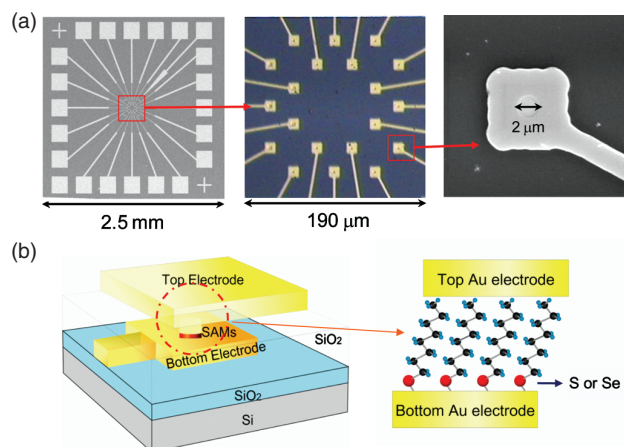 (a)
2 μm
2.5 mm
190 μm
(b)
Top Electrode
SAMs
Bottom Electrode
SiO₂
SiO₂
Si
Top Au electrode
S or Se
Bottom Au electrode